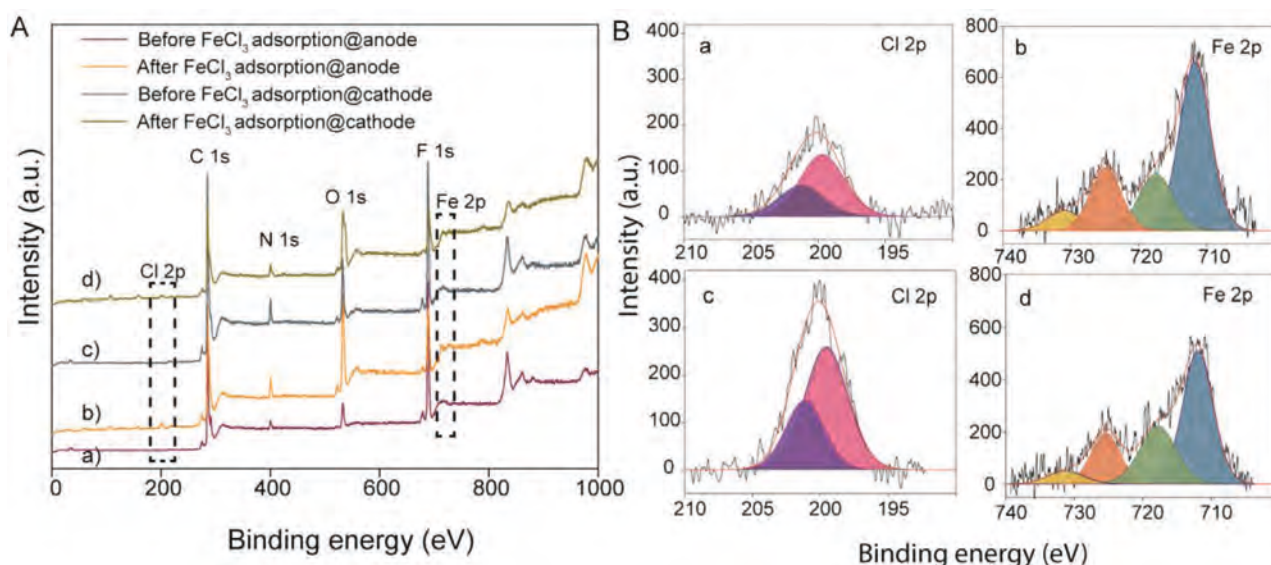 A
Before FeCl3 adsorption@anode
After FeCl3 adsorption@anode
Before FeCl3 adsorption@cathode
After FeCl3 adsorption@cathode
C 1s
N 1s
O 1s
F 1s
Fe 2p
Cl 2p
d)
c)
b)
a)
0 200 400 600 800 1000
Binding energy (eV)
Intensity (a.u.)
B
a
Cl 2p
400
300
200
100
0
210 205 200 195
b
Fe 2p
800
600
400
200
0
740 730 720 710
c
Cl 2p
400
300
200
100
0
210 205 200 195
d
Fe 2p
800
600
400
200
0
740 730 720 710
Intensity (a.u.)
Binding energy (eV)